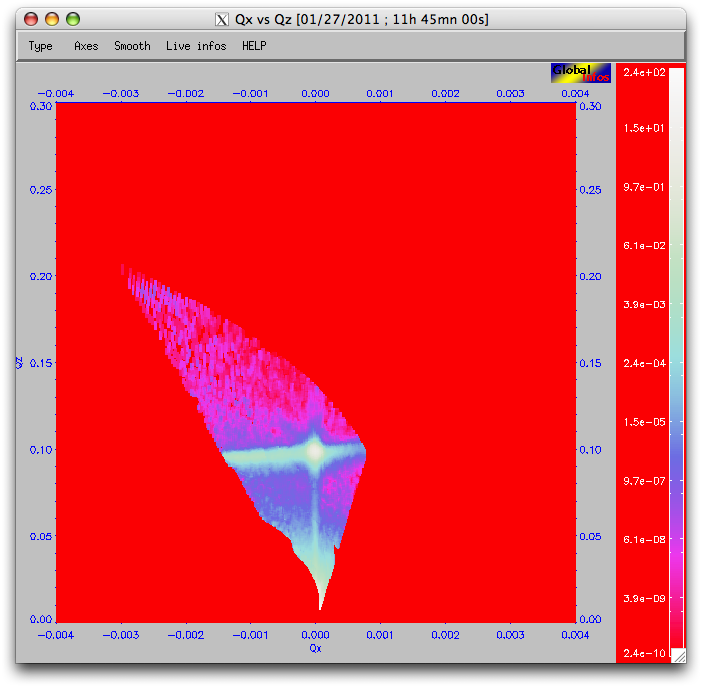 Qx vs Qz [01/27/2011 ; 11h 45mn 00s]
Type Axes Smooth Live infos HELP
Global
infos
-0.004 -0.003 -0.002 -0.001 0.000 0.001 0.002 0.003 0.004
0.30 0.30
0.25 0.25
0.20 0.20
0.15 0.15
Qz
0.10 0.10
0.05 0.05
0.00 0.00
-0.004 -0.003 -0.002 -0.001 0.000 0.001 0.002 0.003 0.004
Qx
2.4e+02
1.5e+01
9.7e-01
6.1e-02
3.9e-03
2.4e-04
1.5e-05
9.7e-07
6.1e-08
3.9e-09
2.4e-10